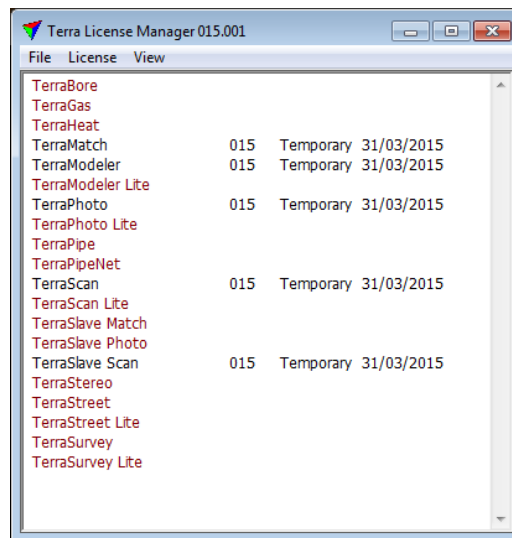 Terra License Manager 015.001
File License View
TerraBore
TerraGas
TerraHeat
TerraMatch 015 Temporary 31/03/2015
TerraModeler 015 Temporary 31/03/2015
TerraModeler Lite
TerraPhoto 015 Temporary 31/03/2015
TerraPhoto Lite
TerraPipe
TerraPipeNet
TerraScan 015 Temporary 31/03/2015
TerraScan Lite
TerraSlave Match
TerraSlave Photo
TerraSlave Scan 015 Temporary 31/03/2015
TerraStereo
TerraStreet
TerraStreet Lite
TerraSurvey
TerraSurvey Lite